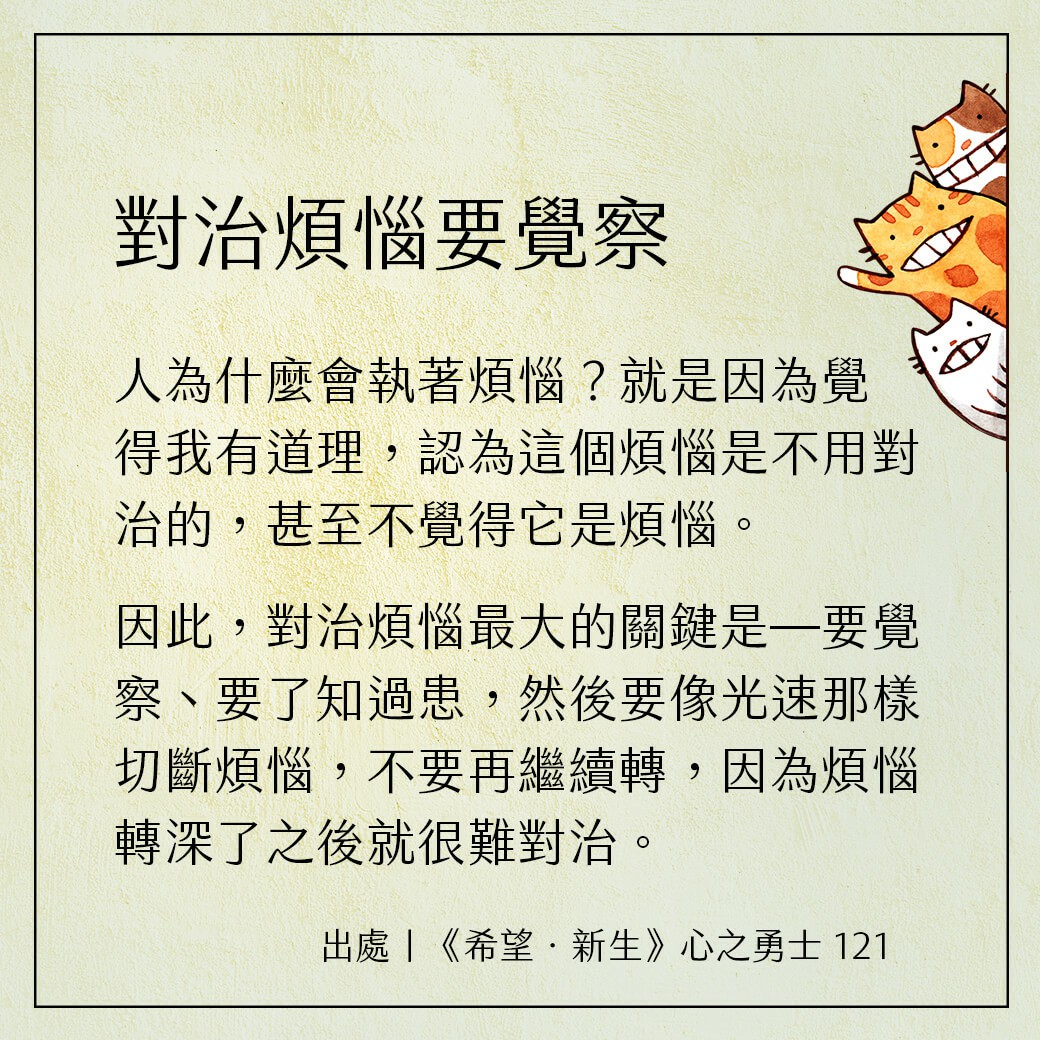 對治煩惱要覺察
人為什麼會執著煩惱？就是因為覺
得我有道理，認為這個煩惱是不用對
治的，甚至不覺得它是煩惱。
因此，對治煩惱最大的關鍵是—要覺
察、要了知過患，然後要像光速那樣
切斷煩惱，不要再繼續轉，因為煩惱
轉深了之後就很難對治。
出處｜《希望．新生》心之勇士 121